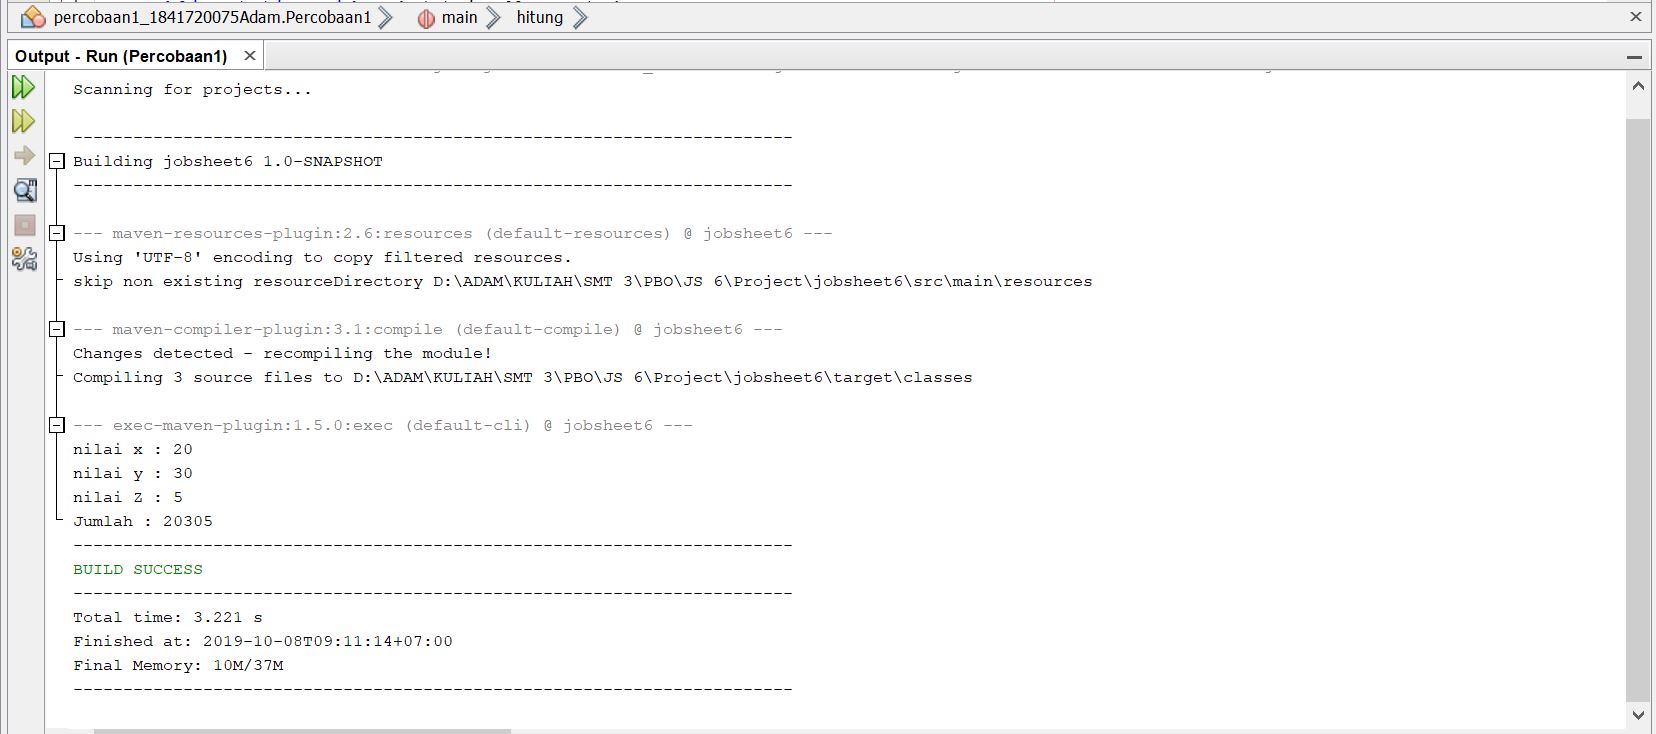 percobaan1_1841720075Adam.Percobaan1 main hitung
Output - Run (Percobaan1)
Scanning for projects...
------------------------------------------------------------------------
Building jobsheet6 1.0-SNAPSHOT
------------------------------------------------------------------------
--- maven-resources-plugin:2.6:resources (default-resources) @ jobsheet6 ---
Using 'UTF-8' encoding to copy filtered resources.
skip non existing resourceDirectory D:\ADAM\KULIAH\SMT 3\PBO\JS 6\Project\jobsheet6\src\main\resources
--- maven-compiler-plugin:3.1:compile (default-compile) @ jobsheet6 ---
Changes detected - recompiling the module!
Compiling 3 source files to D:\ADAM\KULIAH\SMT 3\PBO\JS 6\Project\jobsheet6\target\classes
--- exec-maven-plugin:1.5.0:exec (default-cli) @ jobsheet6 ---
nilai x : 20
nilai y : 30
nilai Z : 5
Jumlah : 20305
------------------------------------------------------------------------
BUILD SUCCESS
------------------------------------------------------------------------
Total time: 3.221 s
Finished at: 2019-10-08T09:11:14+07:00
Final Memory: 10M/37M
------------------------------------------------------------------------